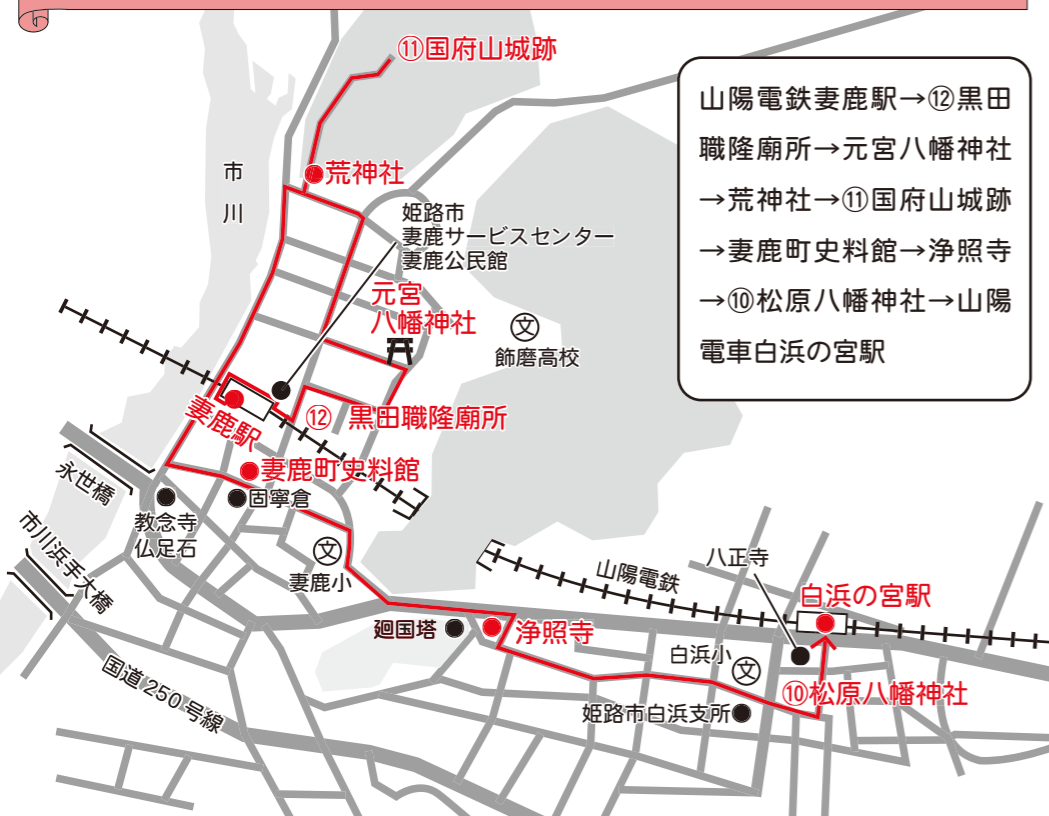 ⑪国府山城跡
荒神社
市川
姫路市
妻鹿サービスセンター
妻鹿公民館
元宮
八幡神社
文
飾磨高校
妻鹿駅
⑫ 黒田職隆廟所
妻鹿町史料館
固寧倉
永世橋
教念寺
仏足石
市川浜手大橋
文
妻鹿小
国道250号線
廻国塔
浄照寺
山陽電鉄
八正寺
白浜の宮駅
白浜小
文
⑩松原八幡神社
姫路市白浜支所
山陽電鉄妻鹿駅→⑫黒田
職隆廟所→元宮八幡神社
→荒神社→⑪国府山城跡
→妻鹿町史料館→浄照寺
→⑩松原八幡神社→山陽
電車白浜の宮駅